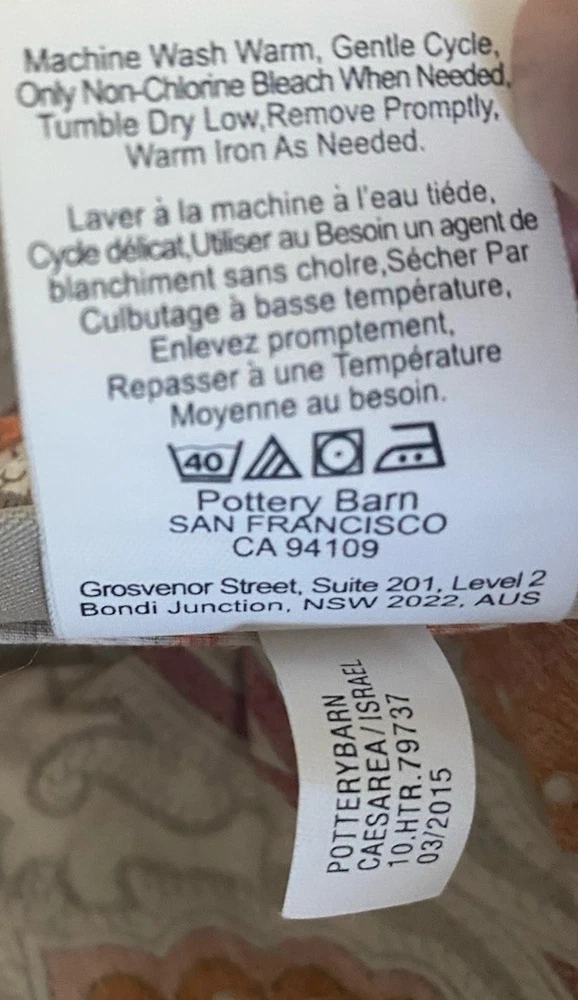 Machine Wash Warm, Gentle Cycle,
Only Non-Chlorine Bleach When Needed,
Tumble Dry Low,Remove Promptly,
Warm Iron As Needed.
Laver à la machine à l'eau tiéde,
Cycle délicat,Utiliser au Besoin un agent de
blanchiment sans cholre,Sécher Par
Culbutage à basse température,
Enlevez promptement,
Repasser à une Température
Moyenne au besoin.
40
Pottery Barn
SAN FRANCISCO
CA 94109
Grosvenor Street, Suite 201, Level 2
Bondi Junction, NSW 2022, AUS
POTTERYBARN
CAESAREA/ISRAEL
10.HTR.79737
03/2015